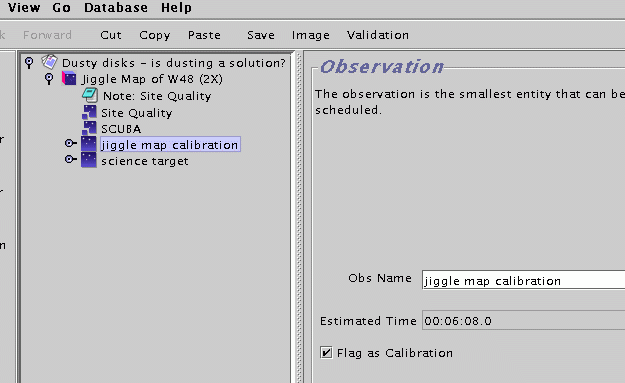 View Go Database Help
Forward Cut Copy Paste Save Image Validation
Dusty disks - is dusting a solution?
Jiggle Map of W48 (2X)
Note: Site Quality
Site Quality
SCUBA
jiggle map calibration
science target
Observation
The observation is the smallest entity that can be
scheduled.
Obs Name jiggle map calibration
Estimated Time 00:06:08.0
Flag as Calibration